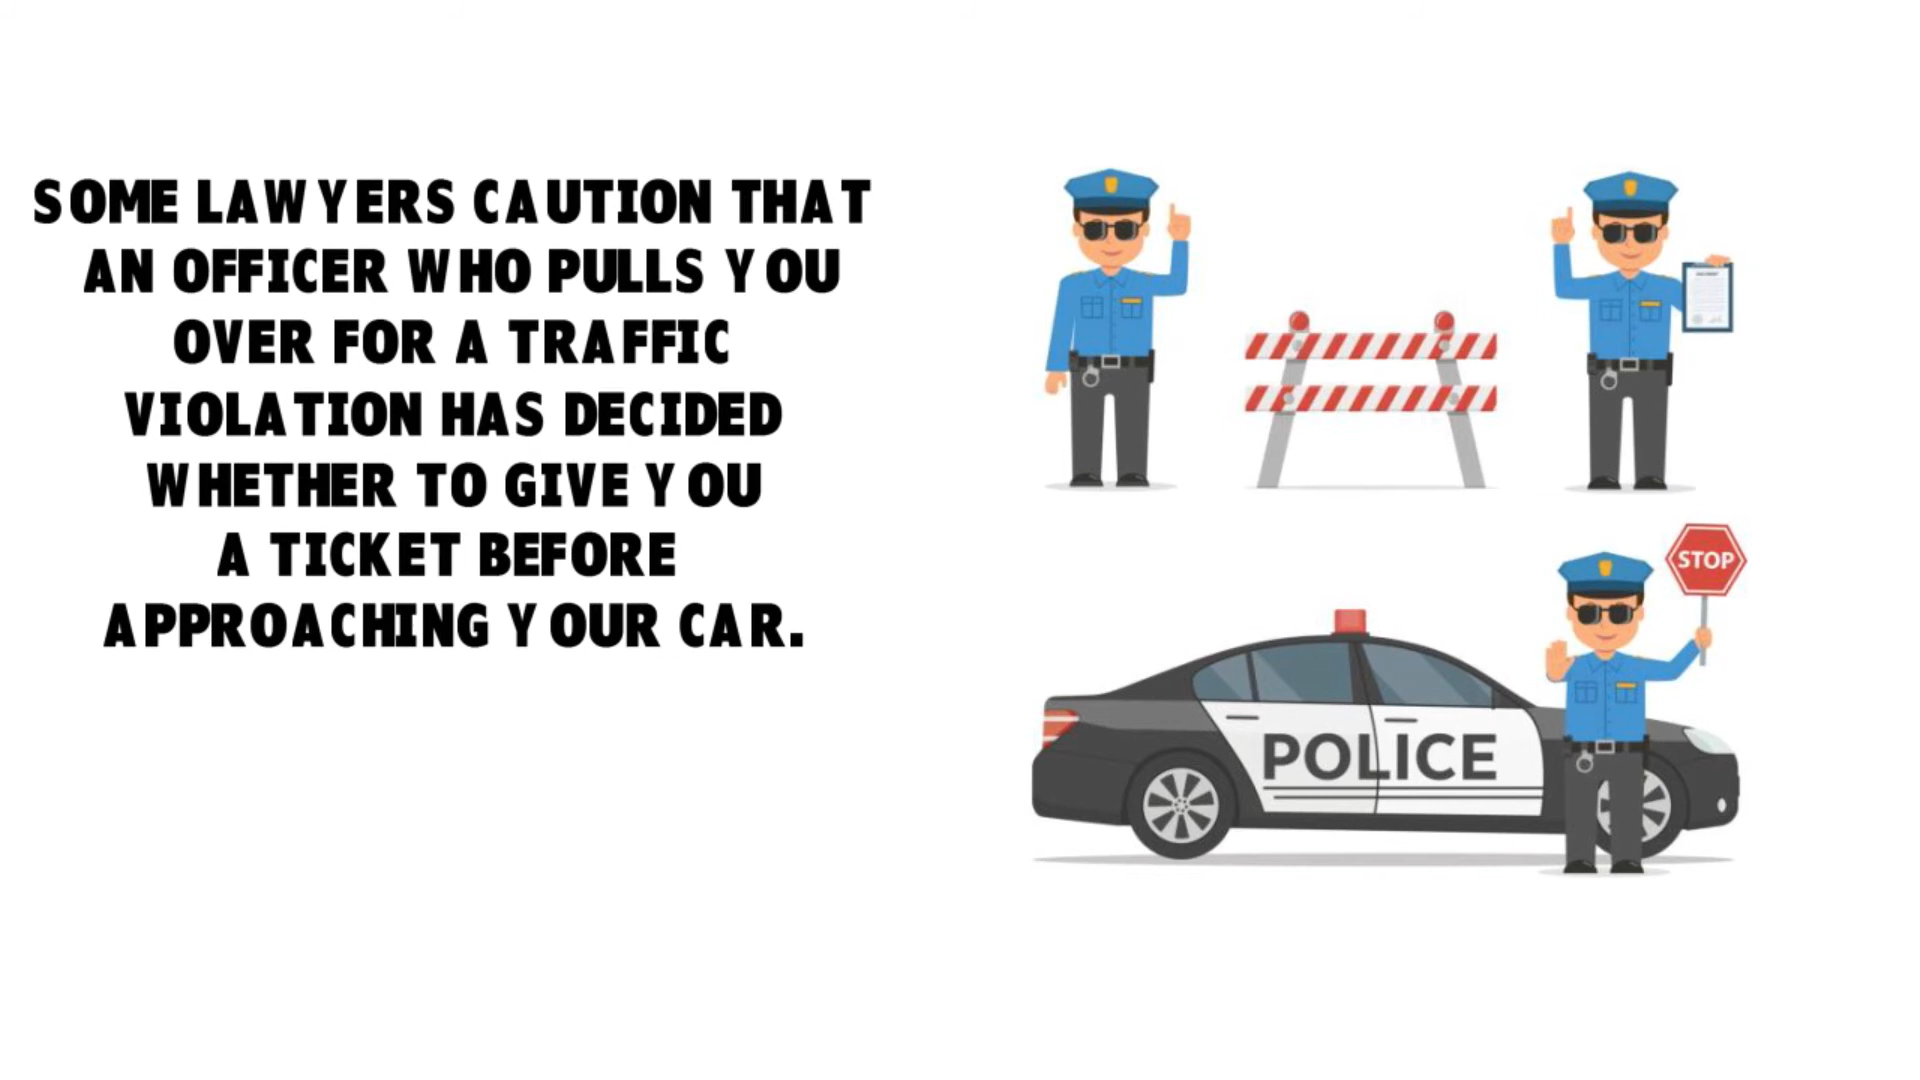 SOME LAWYERS CAUTION THAT
AN OFFICER WHO PULLS YOU
OVER FOR A TRAFFIC
VIOLATION HAS DECIDED
WHETHER TO GIVE YOU
A TICKET BEFORE
APPROACHING YOUR CAR.
STOP
POLICE